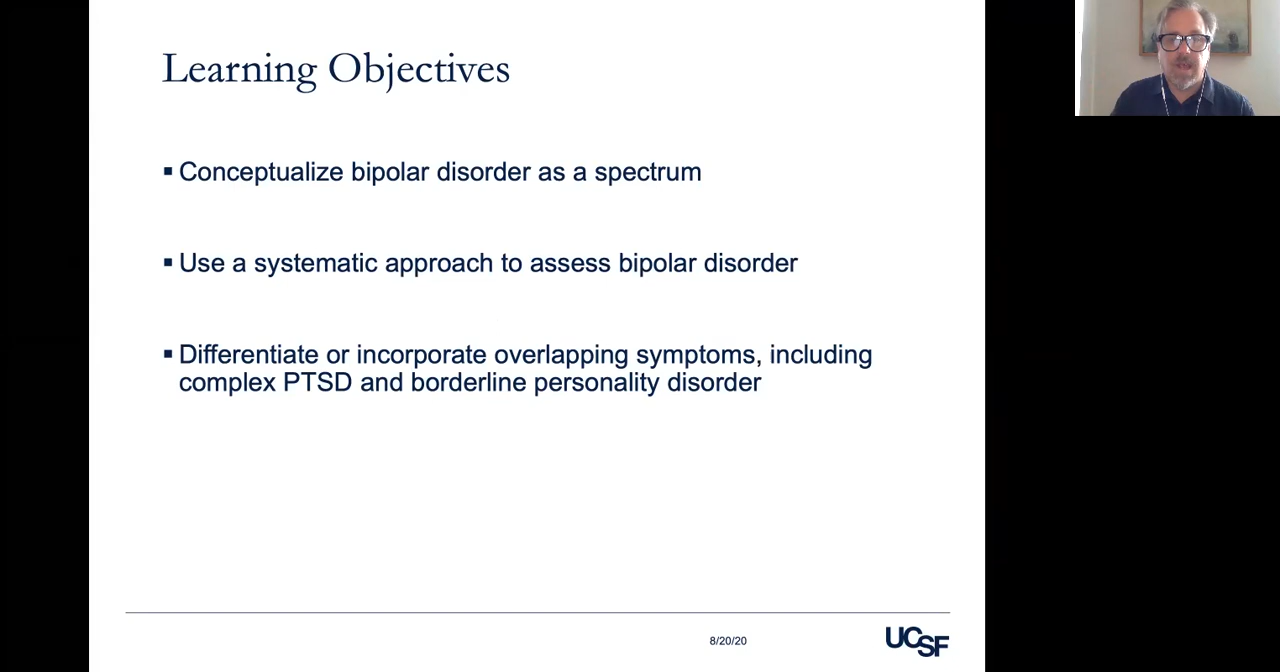 Learning Objectives
▪ Conceptualize bipolar disorder as a spectrum
▪ Use a systematic approach to assess bipolar disorder
▪ Differentiate or incorporate overlapping symptoms, including
complex PTSD and borderline personality disorder
8/20/20
UCSF